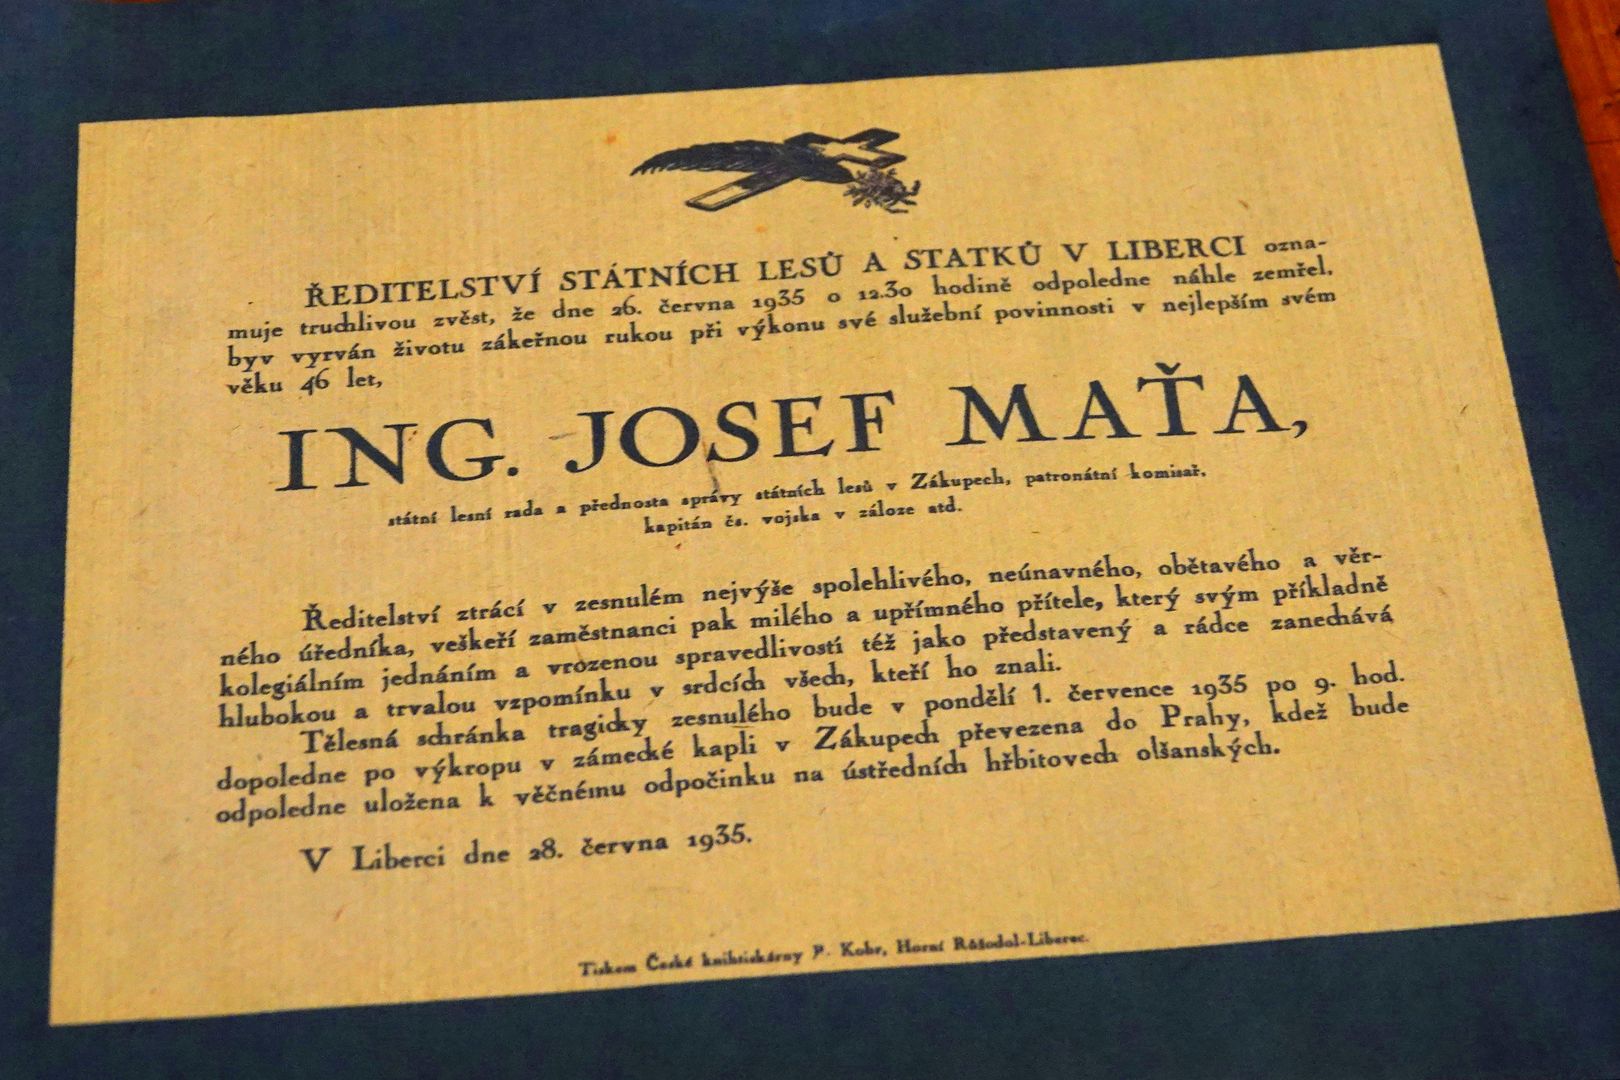 ŘEDITELSTVÍ STÁTNÍCH LESŮ A STATKŮ V LIBERCI ozna-
muje truchlivou zvěst, že dne 26. června 1935 o 12.30 hodině odpoledne náhle zemřel,
byv vyrván životu zákeřnou rukou při výkonu své služební povinnosti v nejlepším svém
věku 46 let,
ING. JOSEF MAŤA,
státní lesní rada a přednosta správy státních lesů v Zákupech, patronátní komisař,
kapitán čs. vojska v záloze atd.
Ředitelství ztrácí v zesnulém nejvýše spolehlivého, neúnavného, obětavého a věr-
ného úředníka, veškeří zaměstnanci pak milého a upřímného přítele, který svým příkladně
kolegiálním jednáním a vrozenou spravedlivostí též jako představený a rádce zanechává
hlubokou a trvalou vzpomínku v srdcích všech, kteří ho znali.
Tělesná schránka tragicky zesnulého bude v pondělí 1. července 1935 po 9. hod.
dopoledne po výkropu v zámecké kapli v Zákupech převezena do Prahy, kdež bude
odpoledne uložena k věčnému odpočinku na ústředních hřbitovech olšanských.
V Liberci dne 28. června 1935.
Tiskem České knihtiskárny P. Kohr, Horní Růžodol-Liberec.